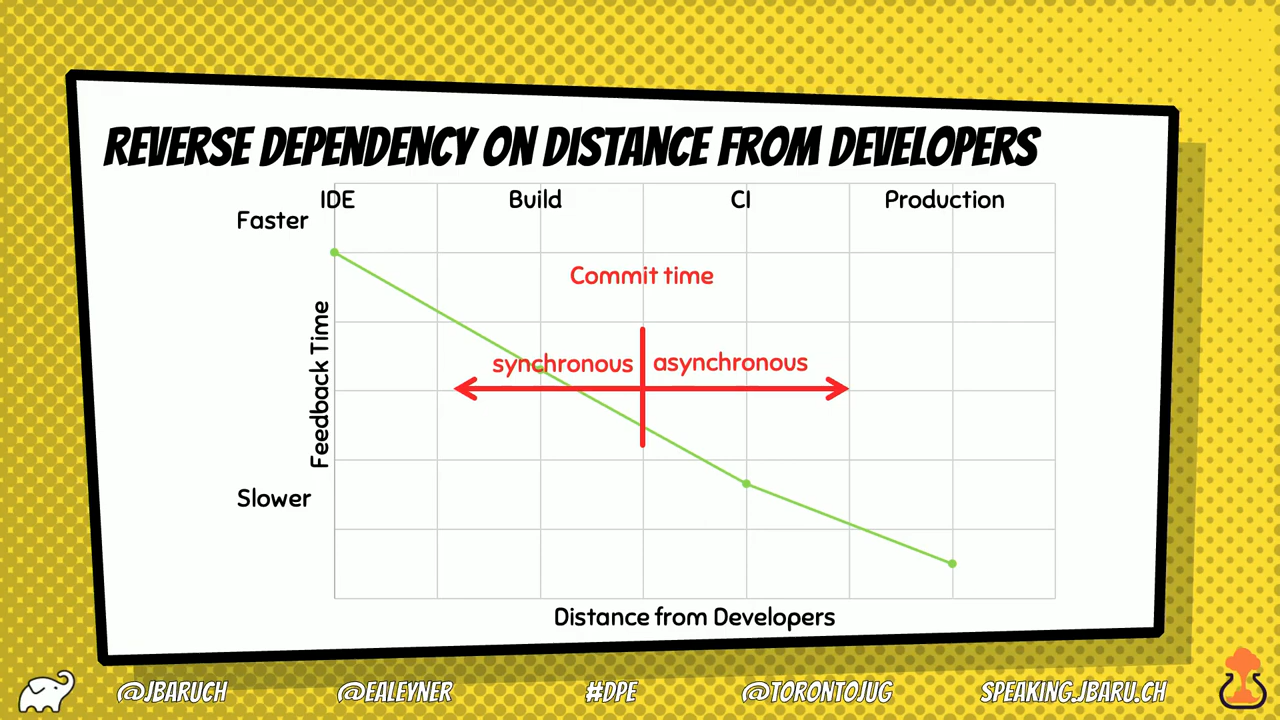 REVERSE DEPENDENCY ON DISTANCE FROM DEVELOPERS
IDE Build CI Production
Faster
Commit time
Feedback Time
synchronous asynchronous
Slower
Distance from Developers
@JBARUCH @EALEYNER #DPE @TORONTOJUG SPEAKING.JBARU.CH